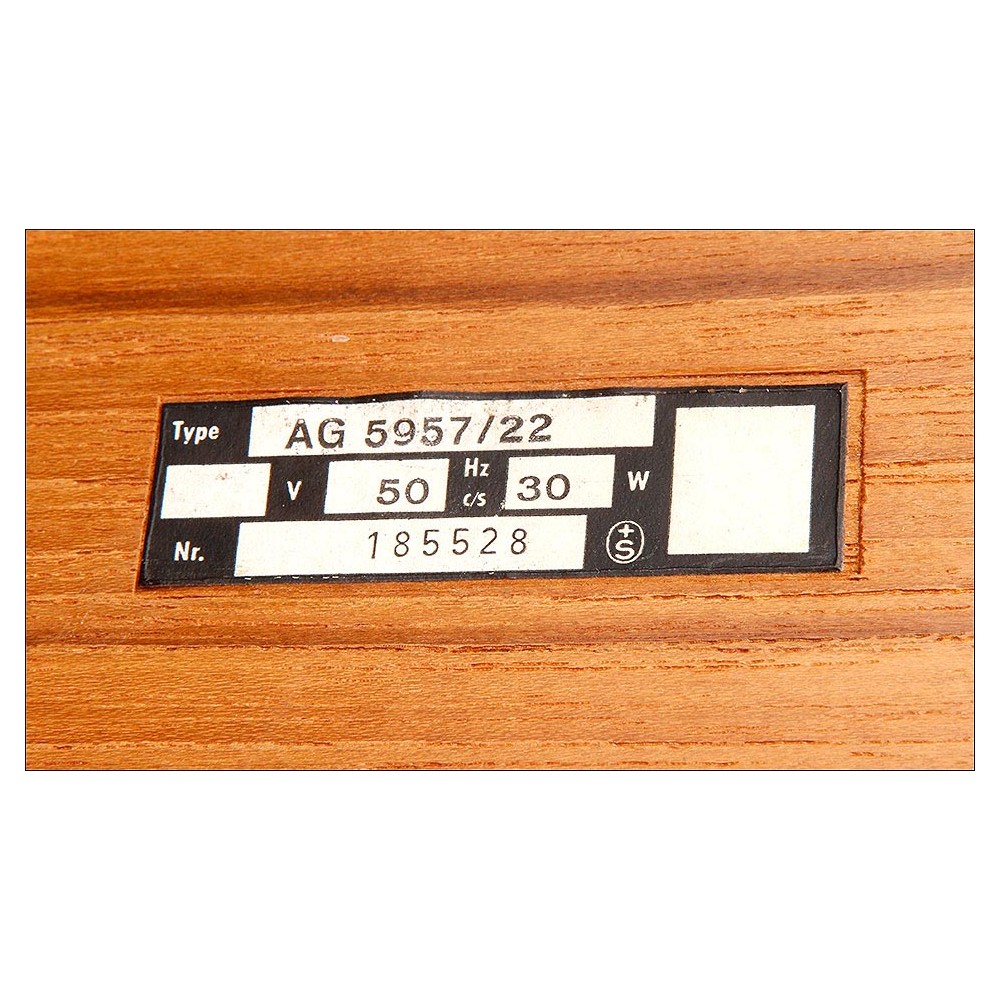 Type AG 5957/22
V 50 Hz c/s 30 W
Nr. 185528 +S